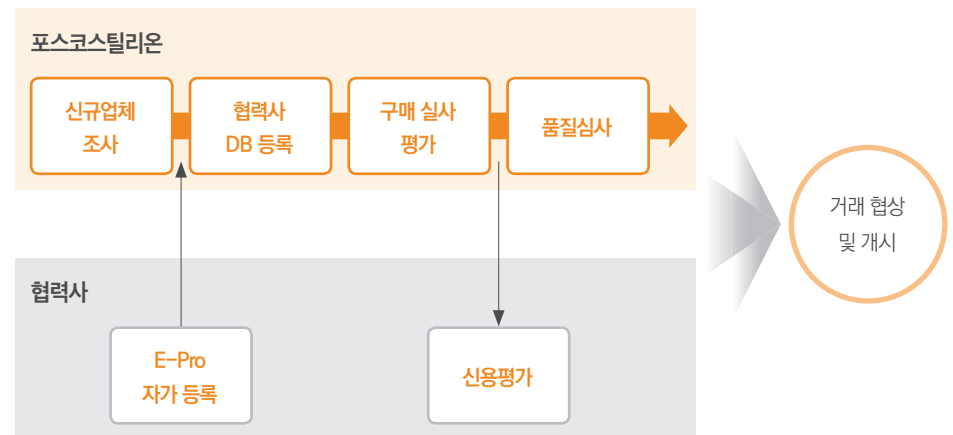 포스코스틸리온
신규업체
조사
협력사
DB 등록
구매 실사
평가
품질심사
거래 협상
및 개시
협력사
E-Pro
자가 등록
신용평가